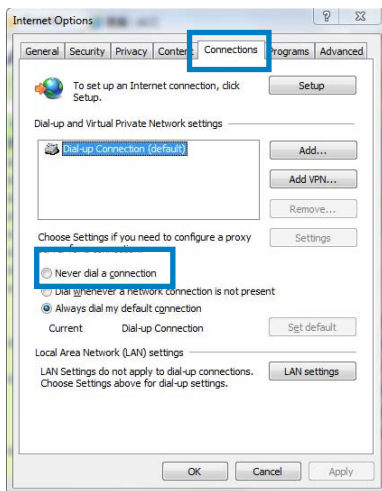 Internet Options
General Security Privacy Content Connections Programs Advanced
To set up an Internet connection, click
Setup.
Setup
Dial-up and Virtual Private Network settings
Dial-up Connection (default)
Add...
Add VPN...
Remove...
Choose Settings if you need to configure a proxy
Settings
Never dial a connection
Dial whenever a network connection is not present
Always dial my default connection
Current Dial-up Connection
Set default
Local Area Network (LAN) settings
LAN Settings do not apply to dial-up connections.
Choose Settings above for dial-up settings.
LAN settings
OK Cancel Apply